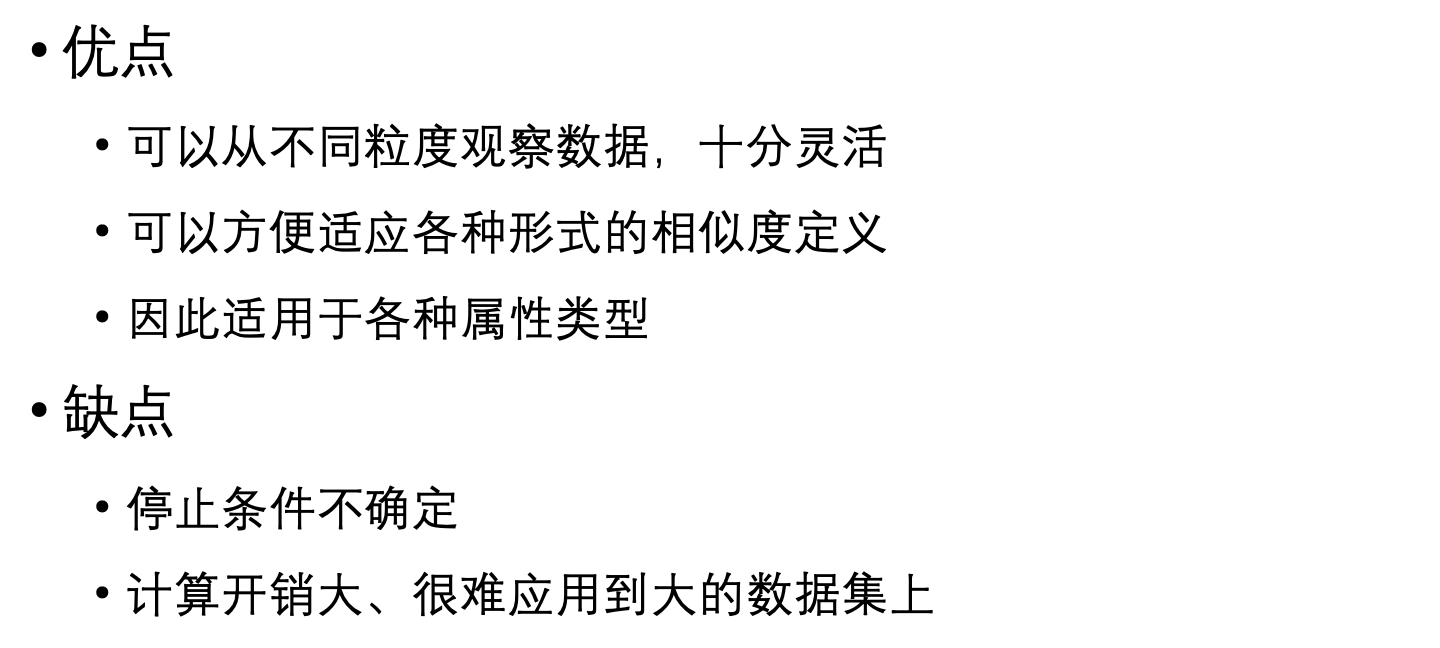 • 优点
• 可以从不同粒度观察数据，十分灵活
• 可以方便适应各种形式的相似度定义
• 因此适用于各种属性类型
• 缺点
• 停止条件不确定
• 计算开销大、很难应用到大的数据集上